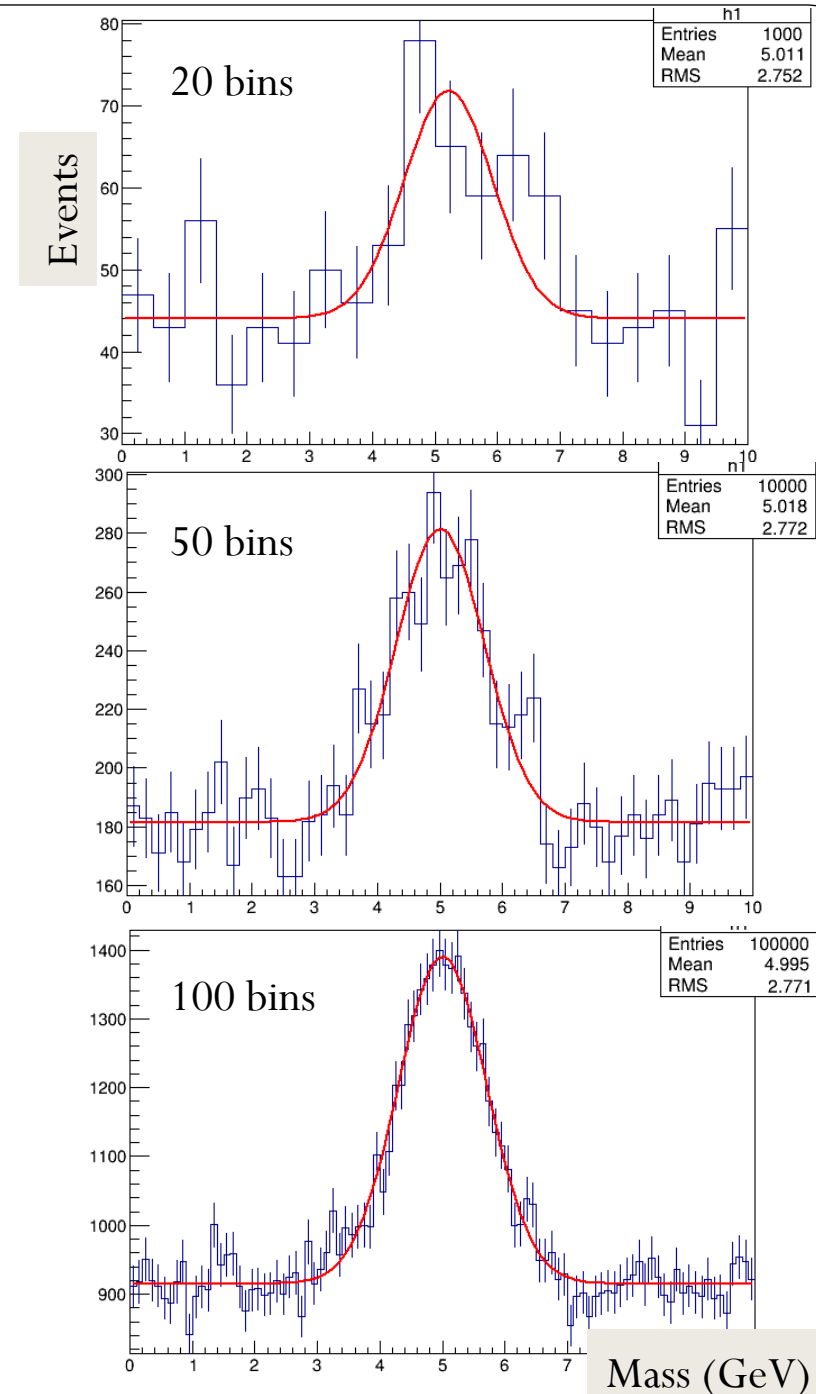 h1
Entries 1000
Mean 5.011
RMS 2.752
20 bins
Events
80
70
60
50
40
30
0 1 2 3 4 5 6 7 8 9 10
Entries 10000
Mean 5.018
RMS 2.772
50 bins
300
280
260
240
220
200
180
160
0 1 2 3 4 5 6 7 8 9 10
Entries 100000
Mean 4.995
RMS 2.771
100 bins
1400
1300
1200
1100
1000
900
0 1 2 3 4 5 6 7
Mass (GeV)